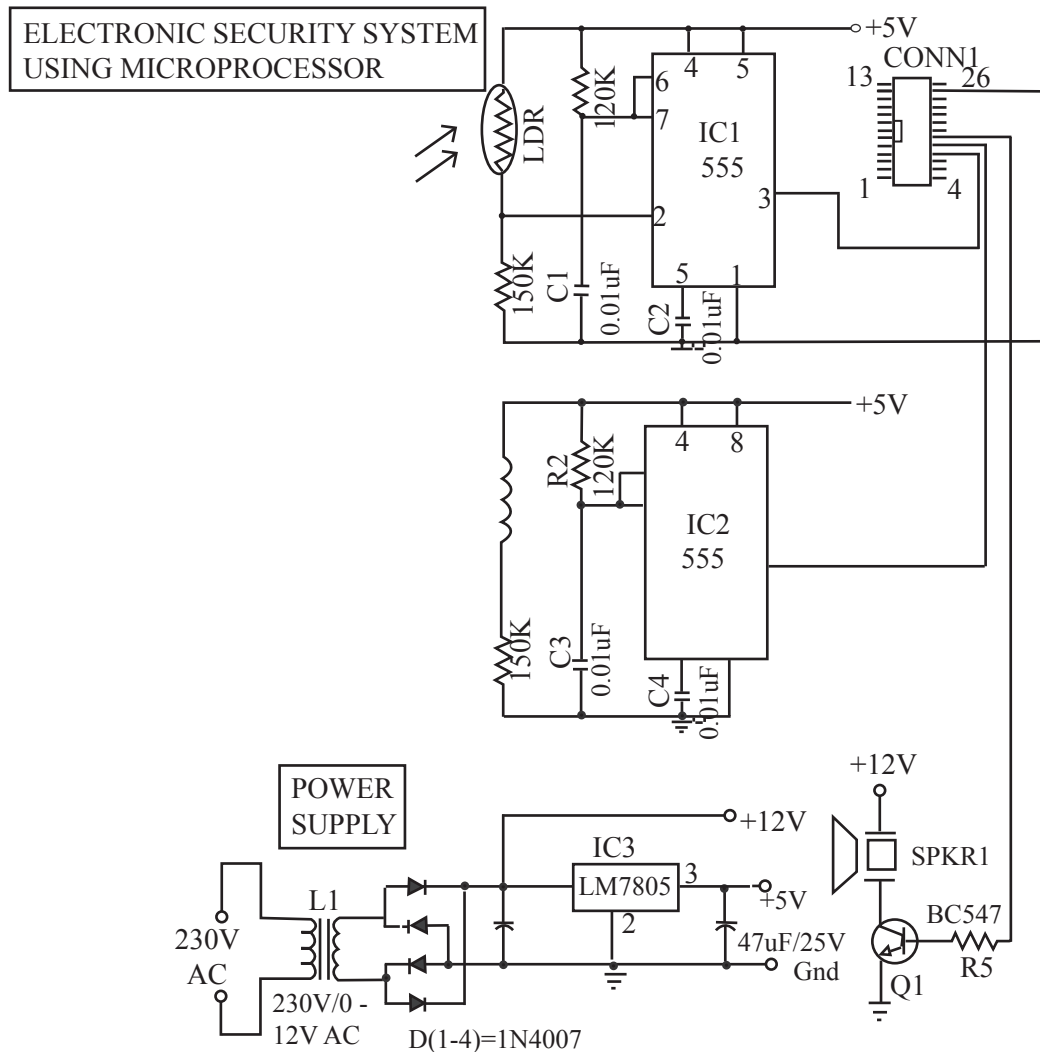 ELECTRONIC SECURITY SYSTEM
USING MICROPROCESSOR
+5V
CONN1
13
26
1
4
LDR
120K
4
5
6
7
IC1
555
3
2
5
1
150K
C1
0.01uF
C2
0.01uF
+5V
R2
120K
4
8
IC2
555
150K
C3
0.01uF
C4
0.01uF
POWER
SUPPLY
+12V
+12V
IC3
LM7805
3
2
+5V
SPKR1
L1
230V
AC
230V/0 -
12V AC
D(1-4)=1N4007
47uF/25V
Gnd
BC547
R5
Q1